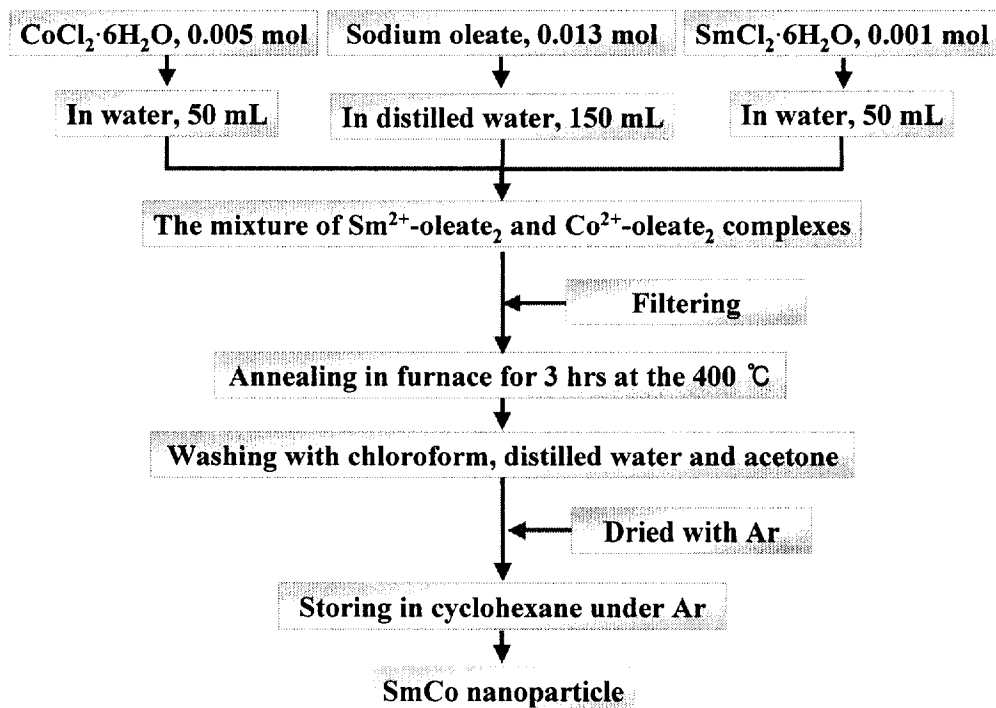 CoCl₂·6H₂O, 0.005 mol
Sodium oleate, 0.013 mol
SmCl₂·6H₂O, 0.001 mol
In water, 50 mL
In distilled water, 150 mL
In water, 50 mL
The mixture of Sm²⁺-oleate₂ and Co²⁺-oleate₂ complexes
Filtering
Annealing in furnace for 3 hrs at the 400 ℃
Washing with chloroform, distilled water and acetone
Dried with Ar
Storing in cyclohexane under Ar
SmCo nanoparticle